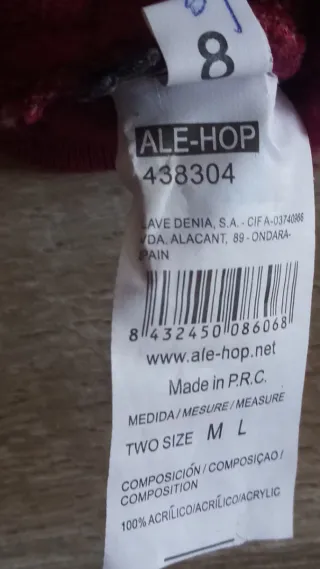 8
ALE-HOP
438304
LAVE DENIA, S.A. - CIF A-03740986
VDA. ALACANT, 89 - ONDARA-
SPAIN
8 432450 086068
www.ale-hop.net
Made in P.R.C.
MEDIDA / MESURE / MEASURE
TWO SIZE M L
COMPOSICIÓN / COMPOSIÇAO /
COMPOSITION
100% ACRÍLICO/ACRÍLICO/ACRYLIC